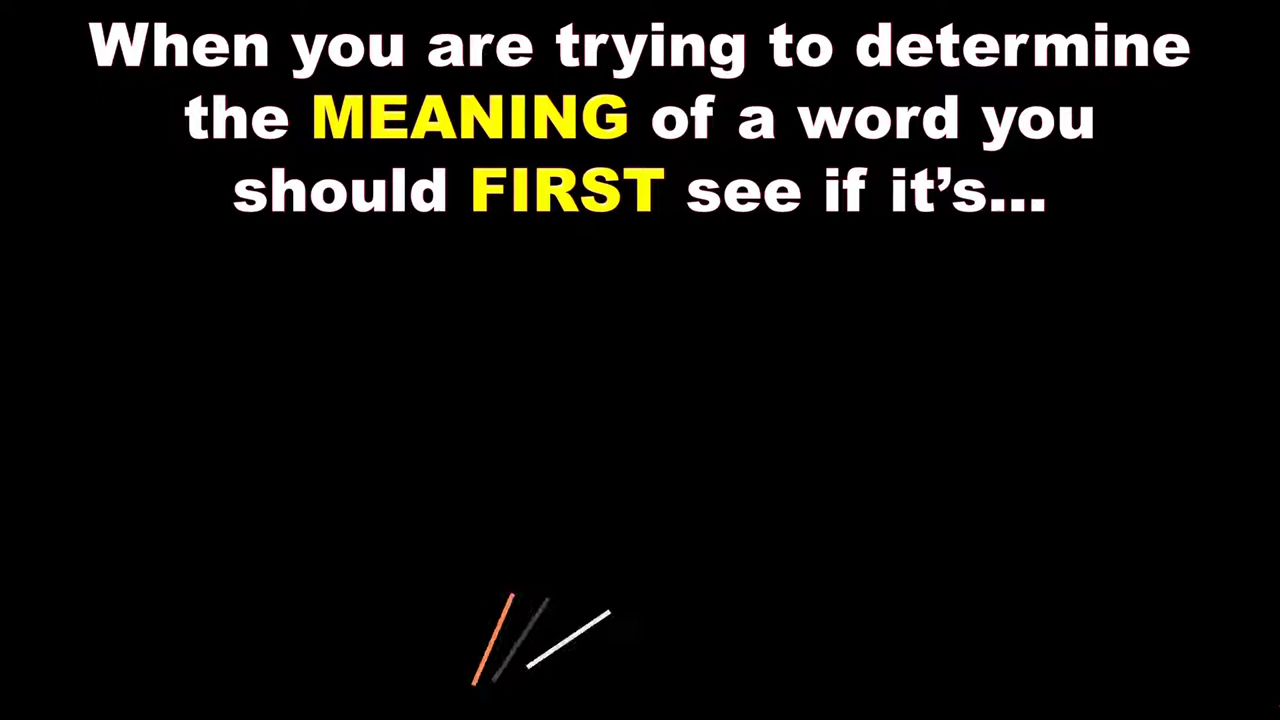 When you are trying to determine
the MEANING of a word you
should FIRST see if it’s...